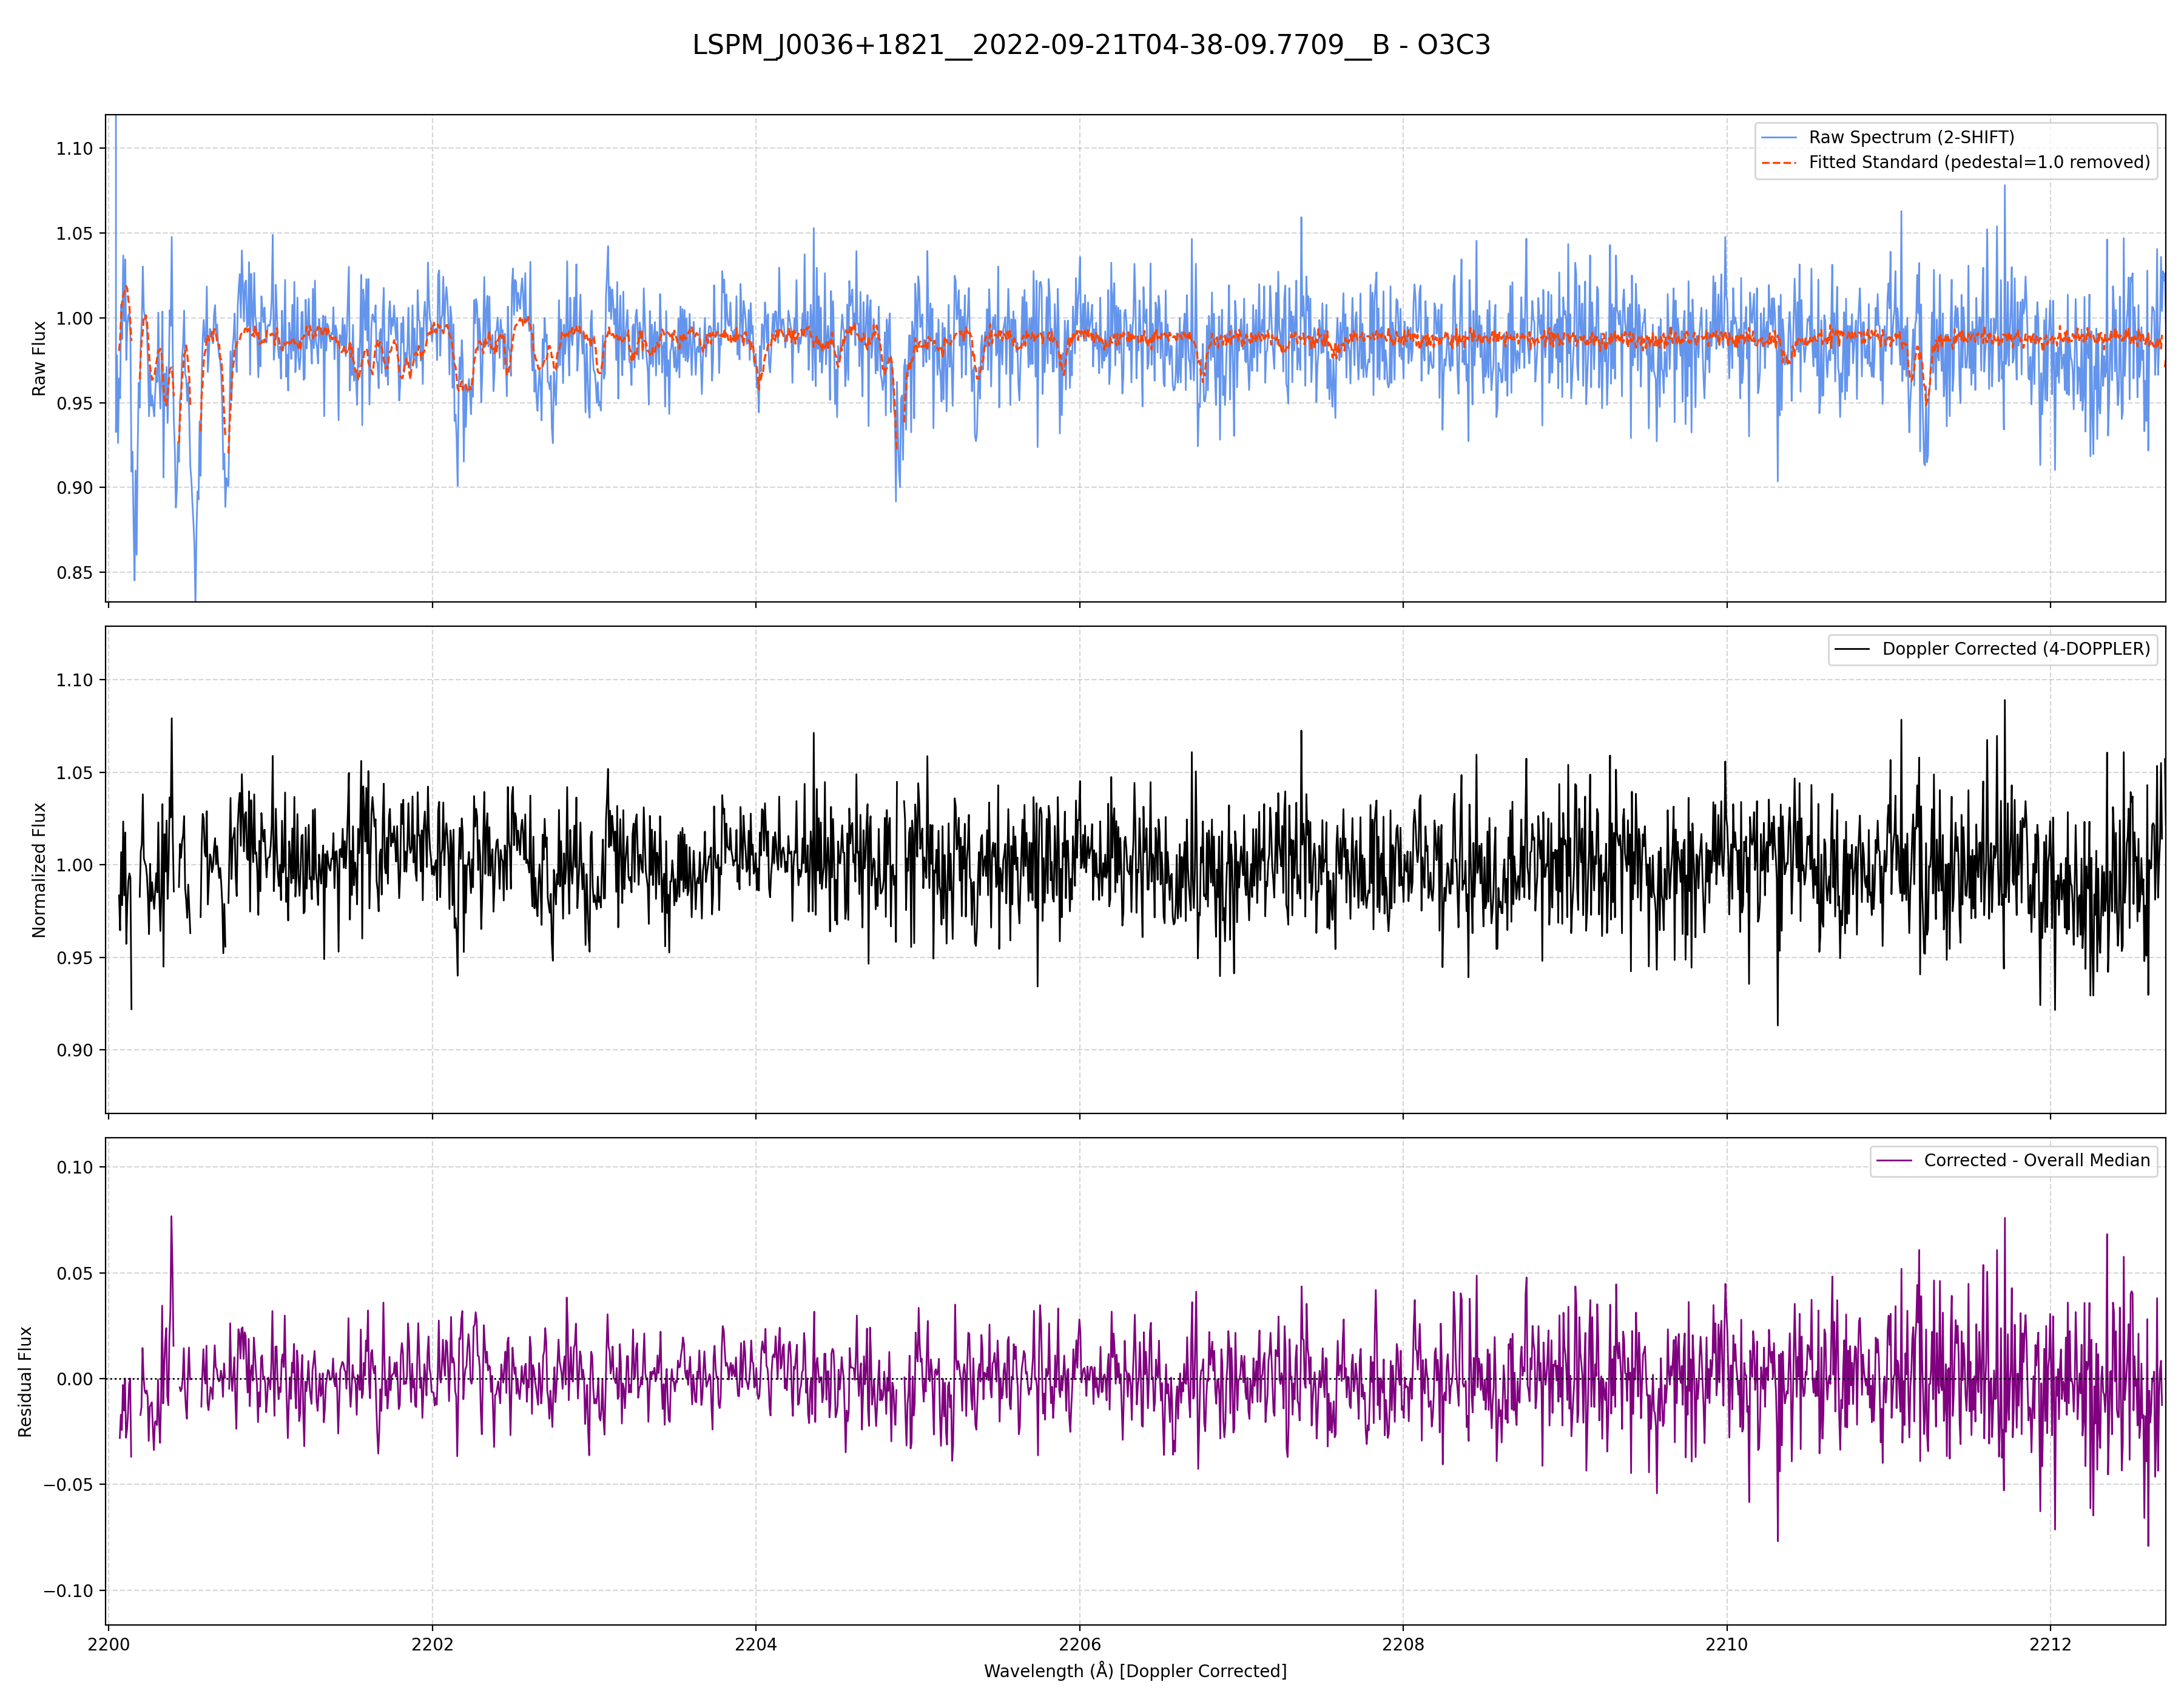 LSPM_J0036+1821__2022-09-21T04-38-09.7709__B - O3C3
Raw Flux
1.10
1.05
1.00
0.95
0.90
0.85
Raw Spectrum (2-SHIFT)
Fitted Standard (pedestal=1.0 removed)
Normalized Flux
1.10
1.05
1.00
0.95
0.90
Doppler Corrected (4-DOPPLER)
Residual Flux
0.10
0.05
0.00
−0.05
−0.10
Corrected - Overall Median
2200 2202 2204 2206 2208 2210 2212
Wavelength (Å) [Doppler Corrected]